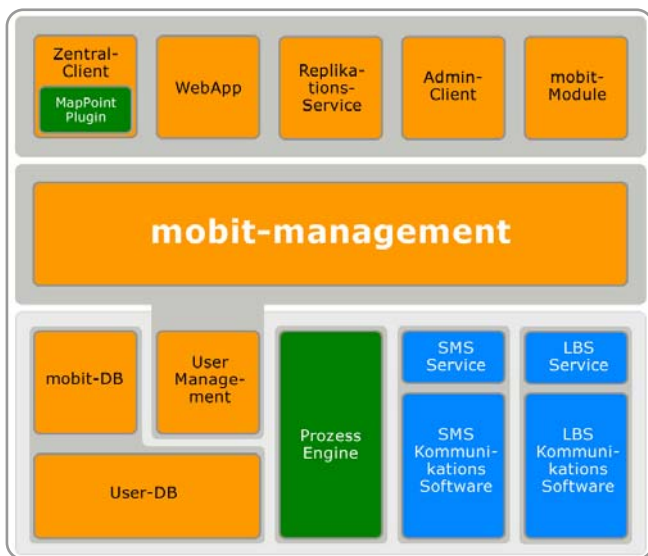 Zentral-
Client
MapPoint
Plugin
WebApp
Replika-
tions-
Service
Admin-
Client
mobit-
Module
mobit-management
mobit-DB
User
Manage-
ment
User-DB
Prozess
Engine
SMS
Service
SMS
Kommuni-
kations
Software
LBS
Service
LBS
Kommuni-
kations
Software